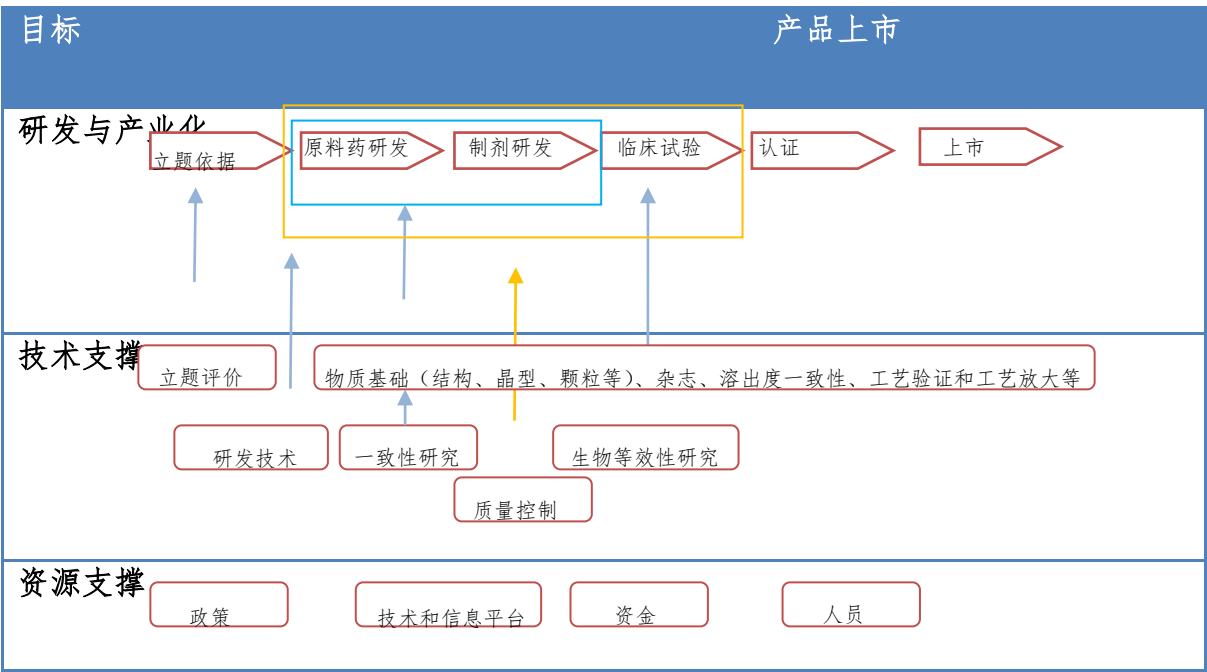 目标
产品上市
研发与产业化
立题依据
原料药研发
制剂研发
临床试验
认证
上市
技术支撑
立题评价
物质基础（结构、晶型、颗粒等）、杂志、溶出度一致性、工艺验证和工艺放大等
研发技术
一致性研究
生物等效性研究
质量控制
资源支撑
政策
技术和信息平台
资金
人员